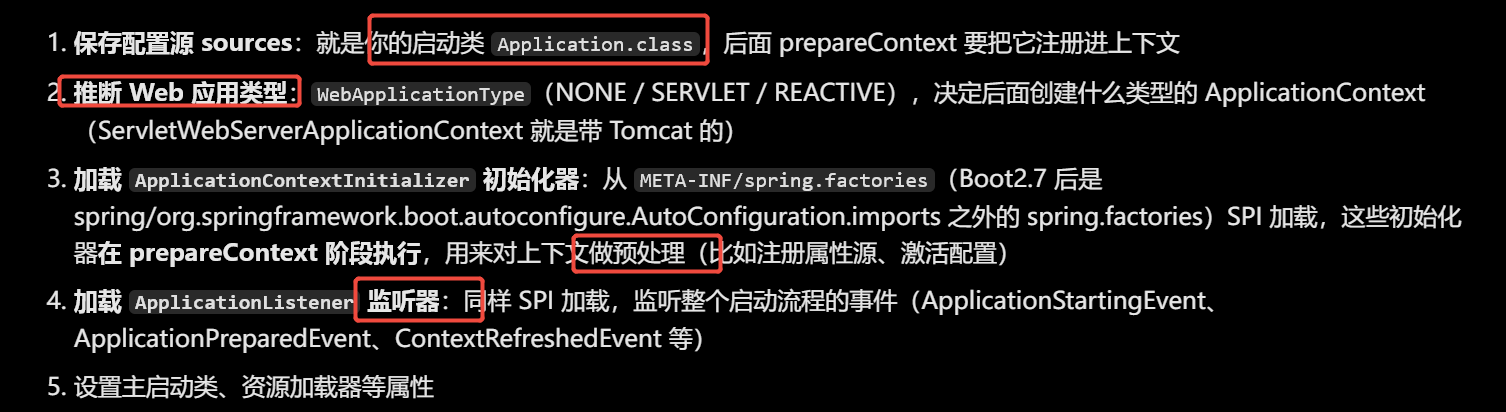 1. 保存配置源 sources：就是你的启动类 Application.class，后面 prepareContext 要把它注册进上下文
2. 推断 Web 应用类型：WebApplicationType（NONE / SERVLET / REACTIVE），决定后面创建什么类型的 ApplicationContext
（ServletWebServerApplicationContext 就是带 Tomcat 的）
3. 加载 ApplicationContextInitializer 初始化器：从 META-INF/spring.factories（Boot2.7 后是
spring/org.springframework.boot.autoconfigure.AutoConfiguration.imports 之外的 spring.factories）SPI 加载，这些初始化
器在 prepareContext 阶段执行，用来对上下文做预处理（比如注册属性源、激活配置）
4. 加载 ApplicationListener 监听器：同样 SPI 加载，监听整个启动流程的事件（ApplicationStartingEvent、
ApplicationPreparedEvent、ContextRefreshedEvent 等）
5. 设置主启动类、资源加载器等属性